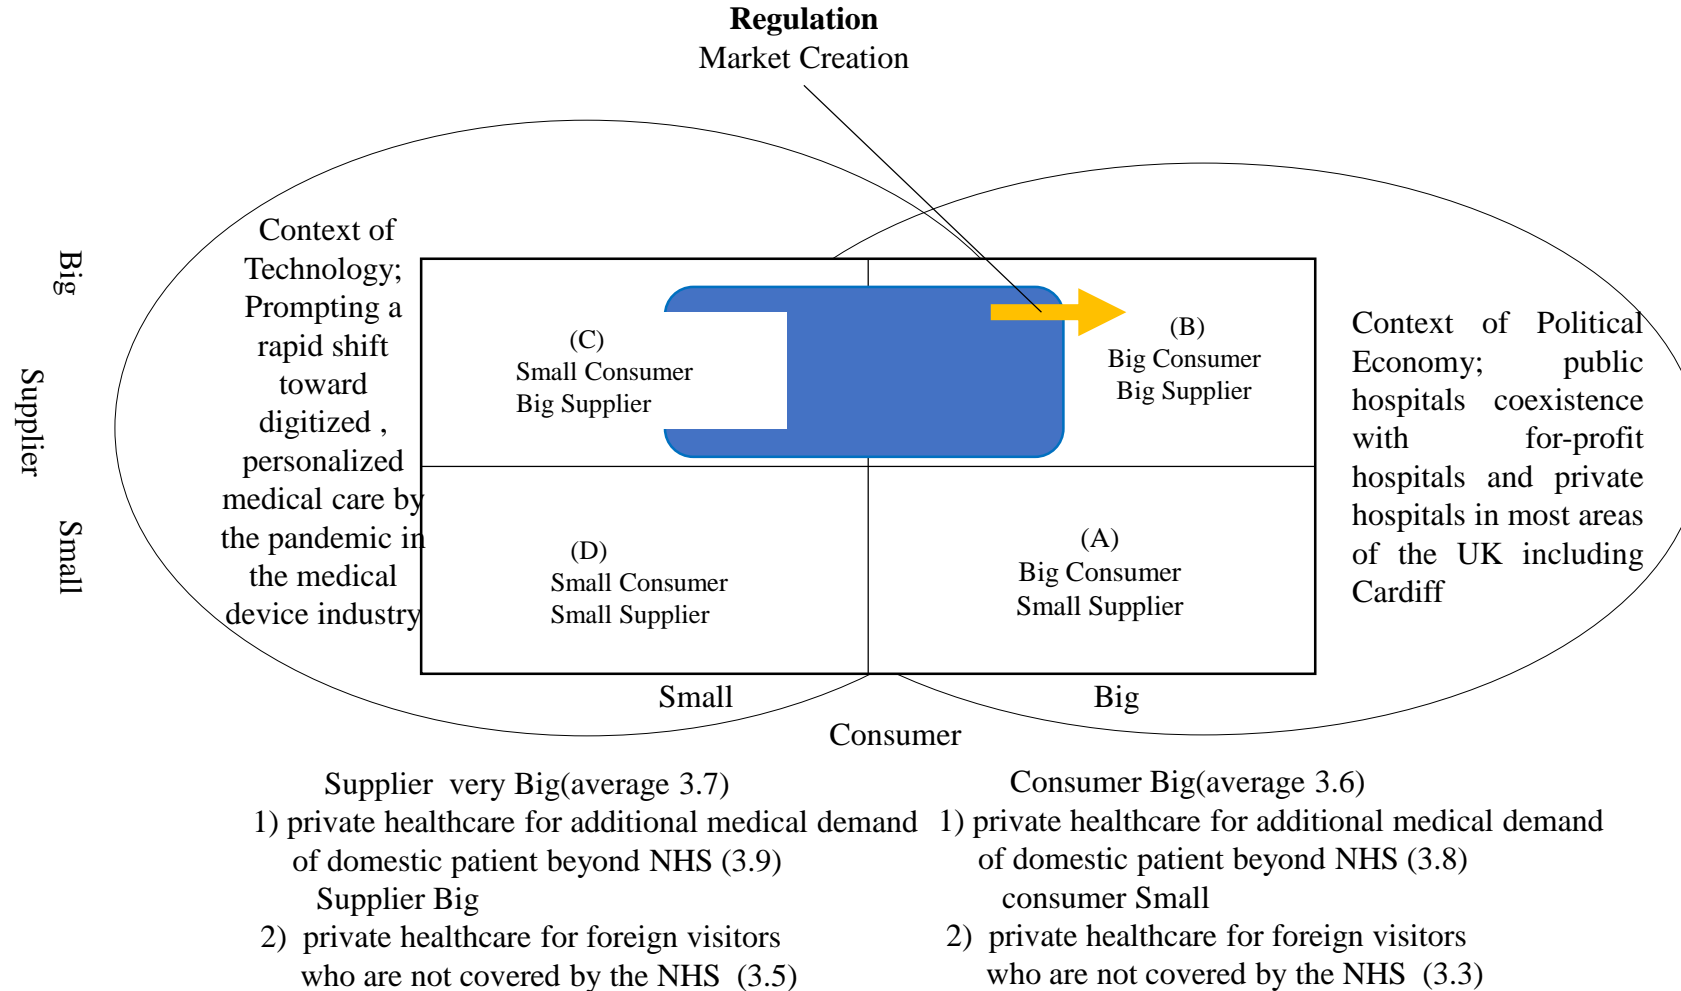 Regulation
Market Creation
Big
Supplier
Small
Context of
Technology;
Prompting a
rapid shift
toward
digitized ,
personalized
medical care by
the pandemic in
the medical
device industry
(C)
Small Consumer
Big Supplier
(B)
Big Consumer
Big Supplier
(D)
Small Consumer
Small Supplier
(A)
Big Consumer
Small Supplier
Context of Political
Economy; public
hospitals coexistence
with for-profit
hospitals and private
hospitals in most areas
of the UK including
Cardiff
Small
Big
Consumer
Supplier very Big(average 3.7)
1) private healthcare for additional medical demand
of domestic patient beyond NHS (3.9)
Supplier Big
2) private healthcare for foreign visitors
who are not covered by the NHS (3.5)
Consumer Big(average 3.6)
1) private healthcare for additional medical demand
of domestic patient beyond NHS (3.8)
consumer Small
2) private healthcare for foreign visitors
who are not covered by the NHS (3.3)